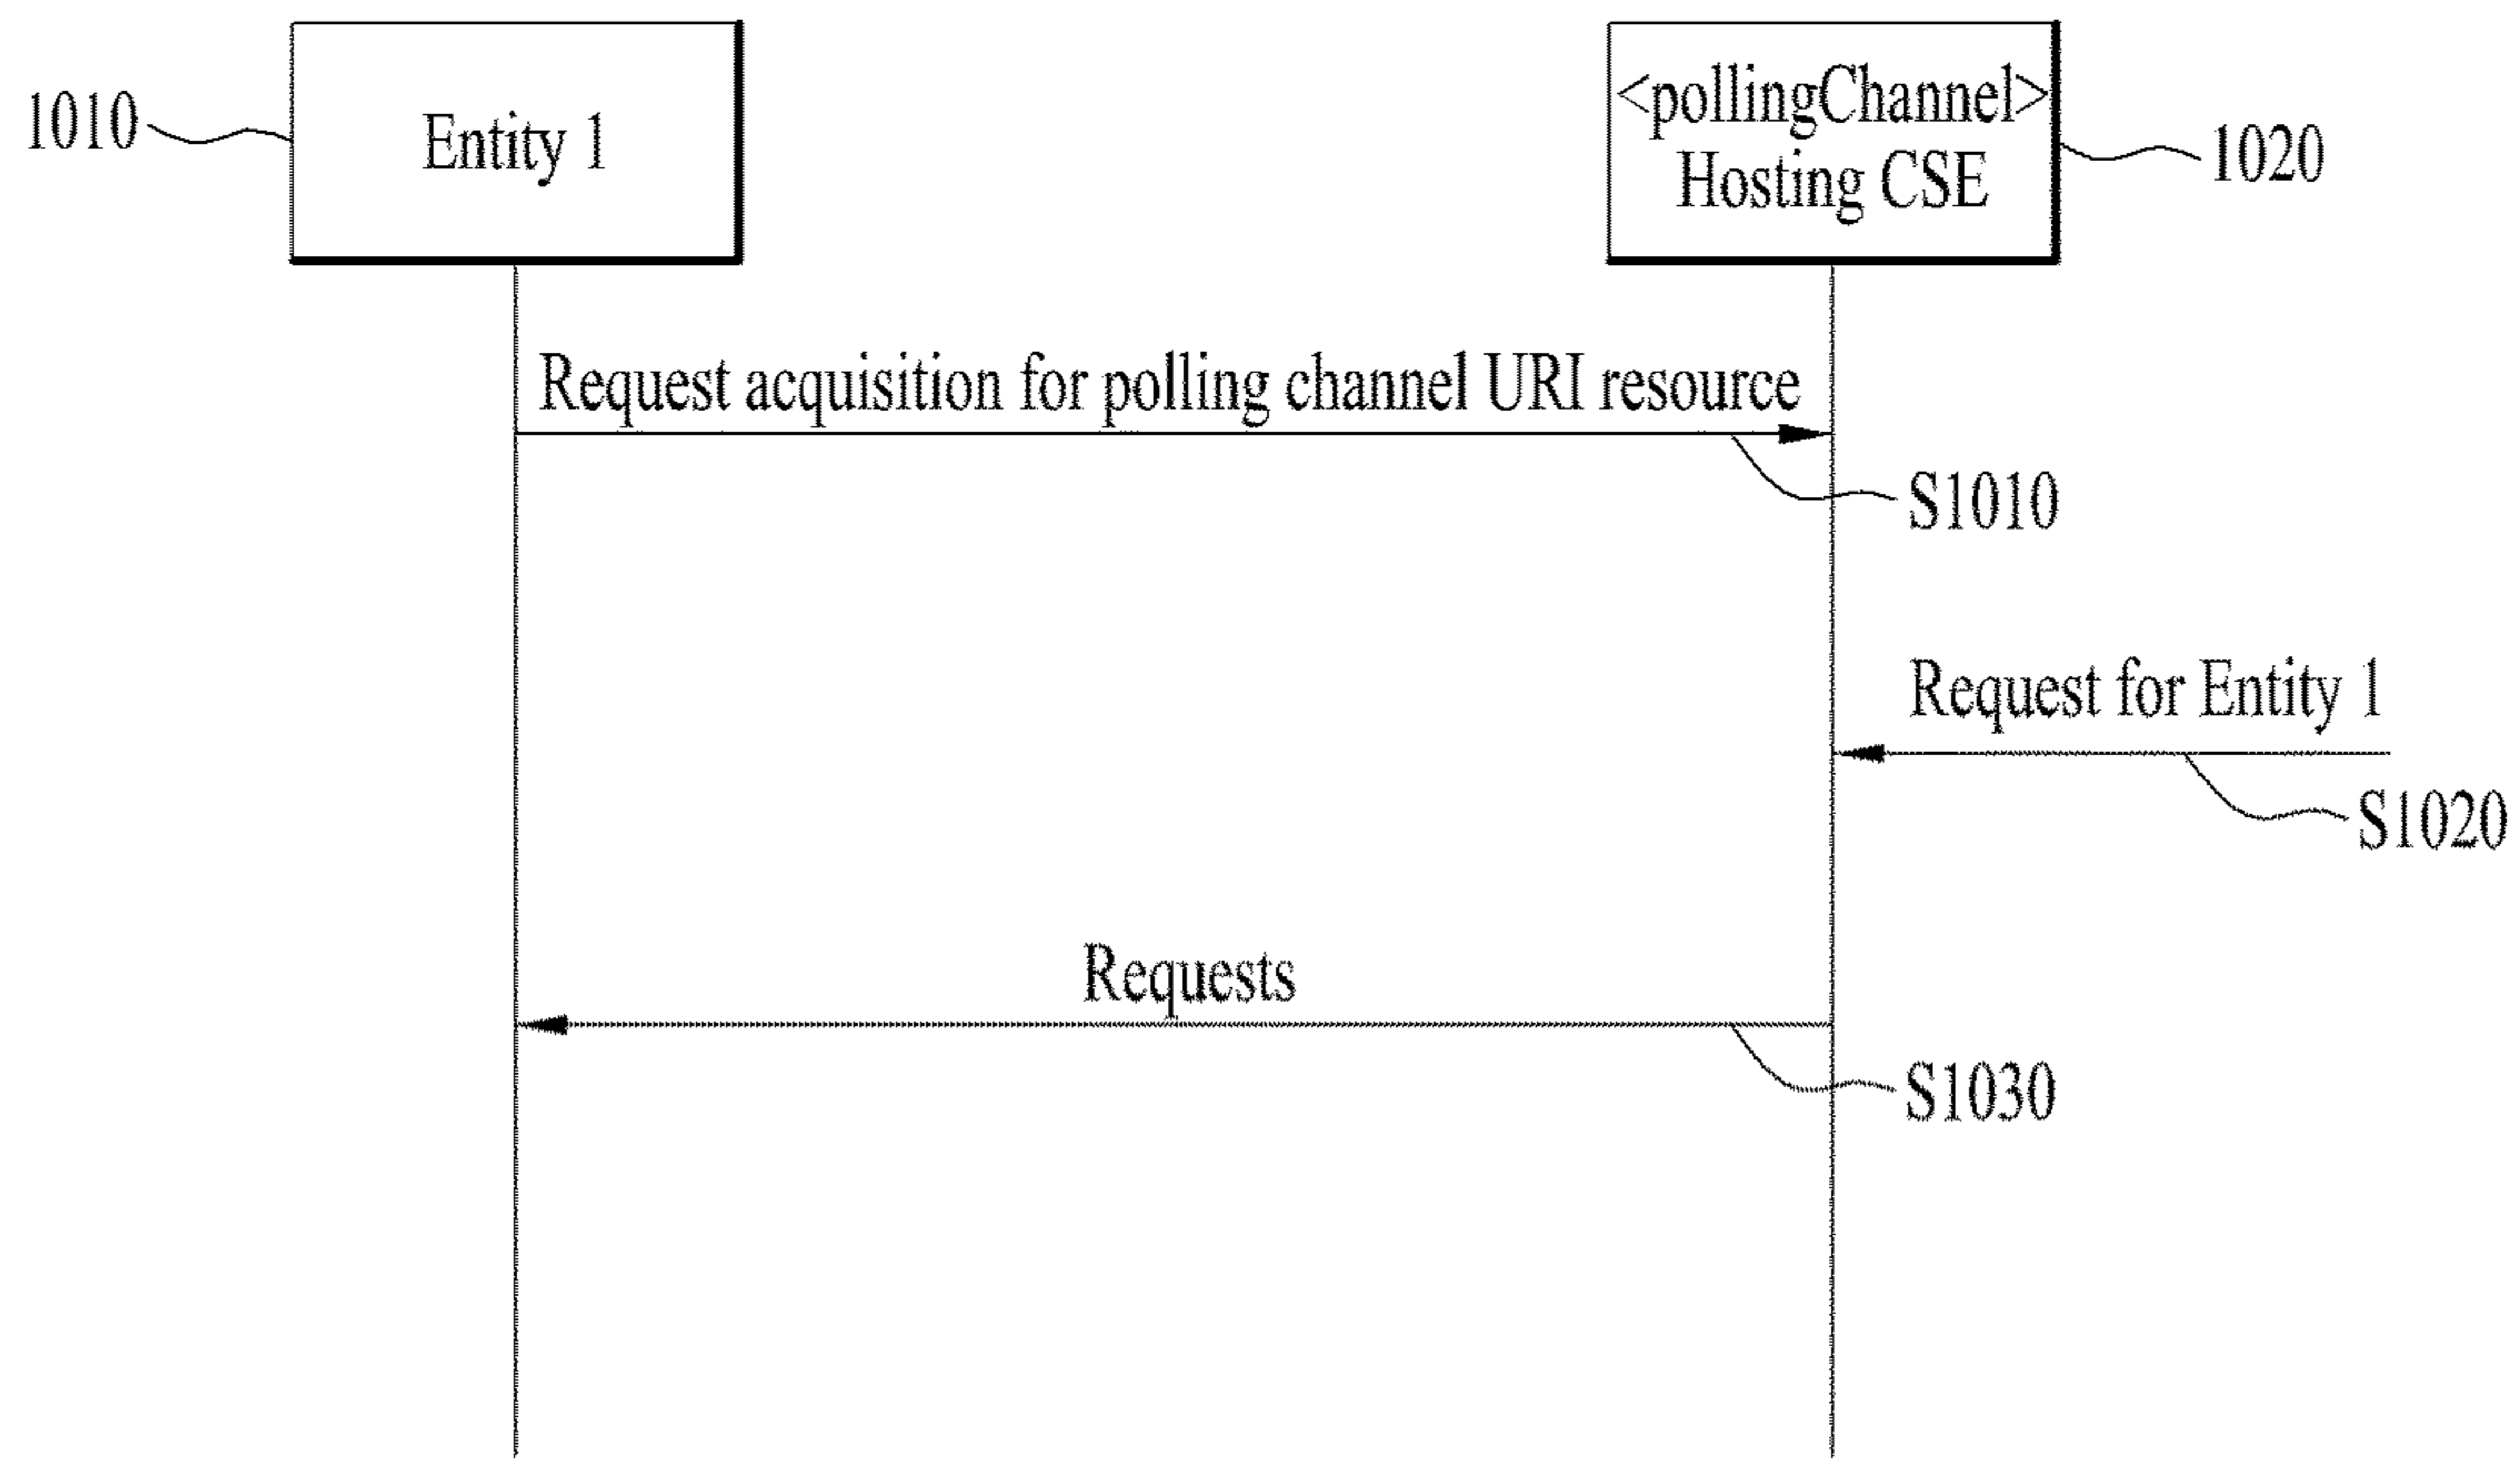 1010
Entity 1
<pollingChannel>
Hosting CSE
1020
Request acquisition for polling channel URI resource
S1010
Request for Entity 1
S1020
Requests
S1030